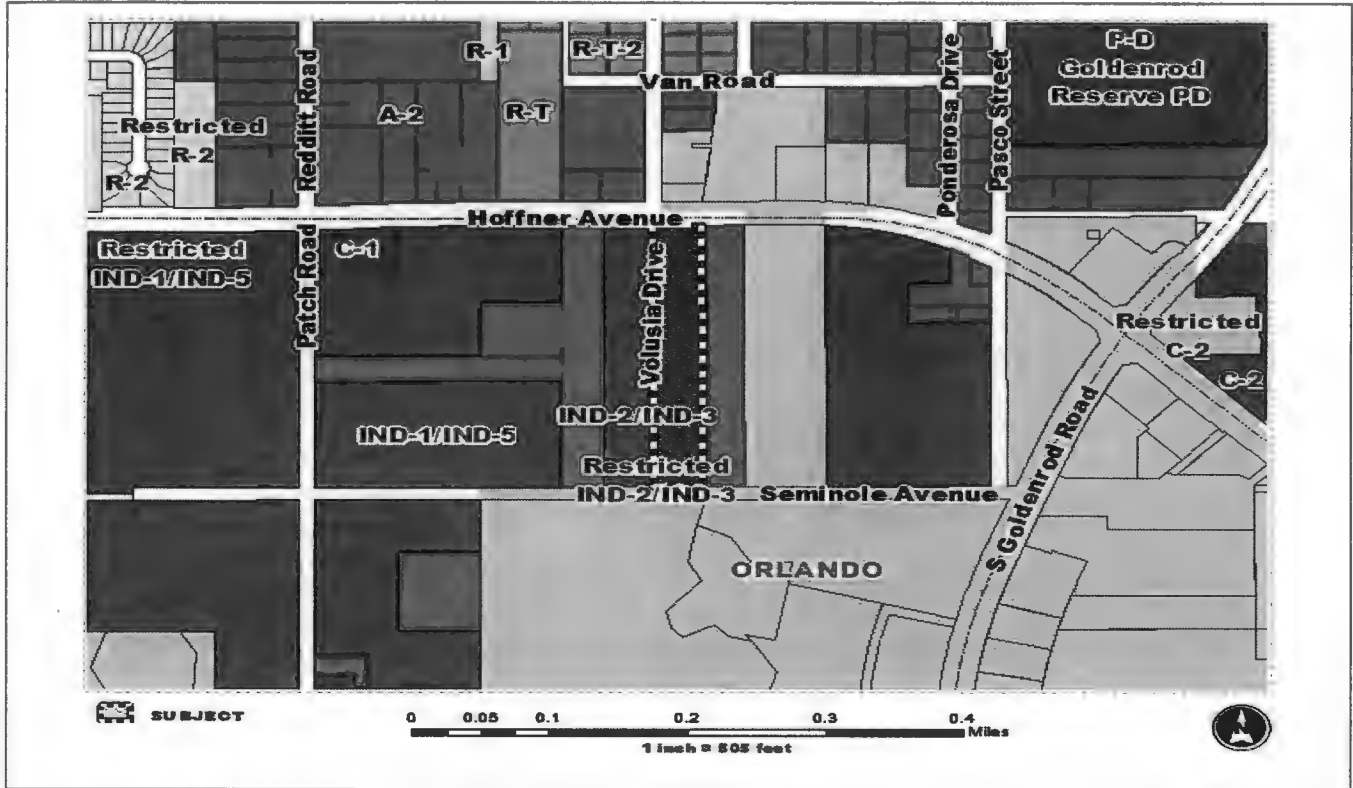 R-1
R-T-2
P-D
Goldenrod
Reserve PD
Van Road
Redditt Road
Ponderosa Drive
Pasco Street
Restricted
R-2
R-2
A-2
R-T
Hoffner Avenue
Restricted
IND-1/IND-5
C-1
Patch Road
Volusia Drive
Restricted
C-2
C-2
IND-2/IND-3
IND-1/IND-5
Restricted
IND-2/IND-3
Seminole Avenue
S Goldenrod Road
ORLANDO
SUBJECT
0 0.05 0.1 0.2 0.3 0.4
Miles
1 inch = 505 feet